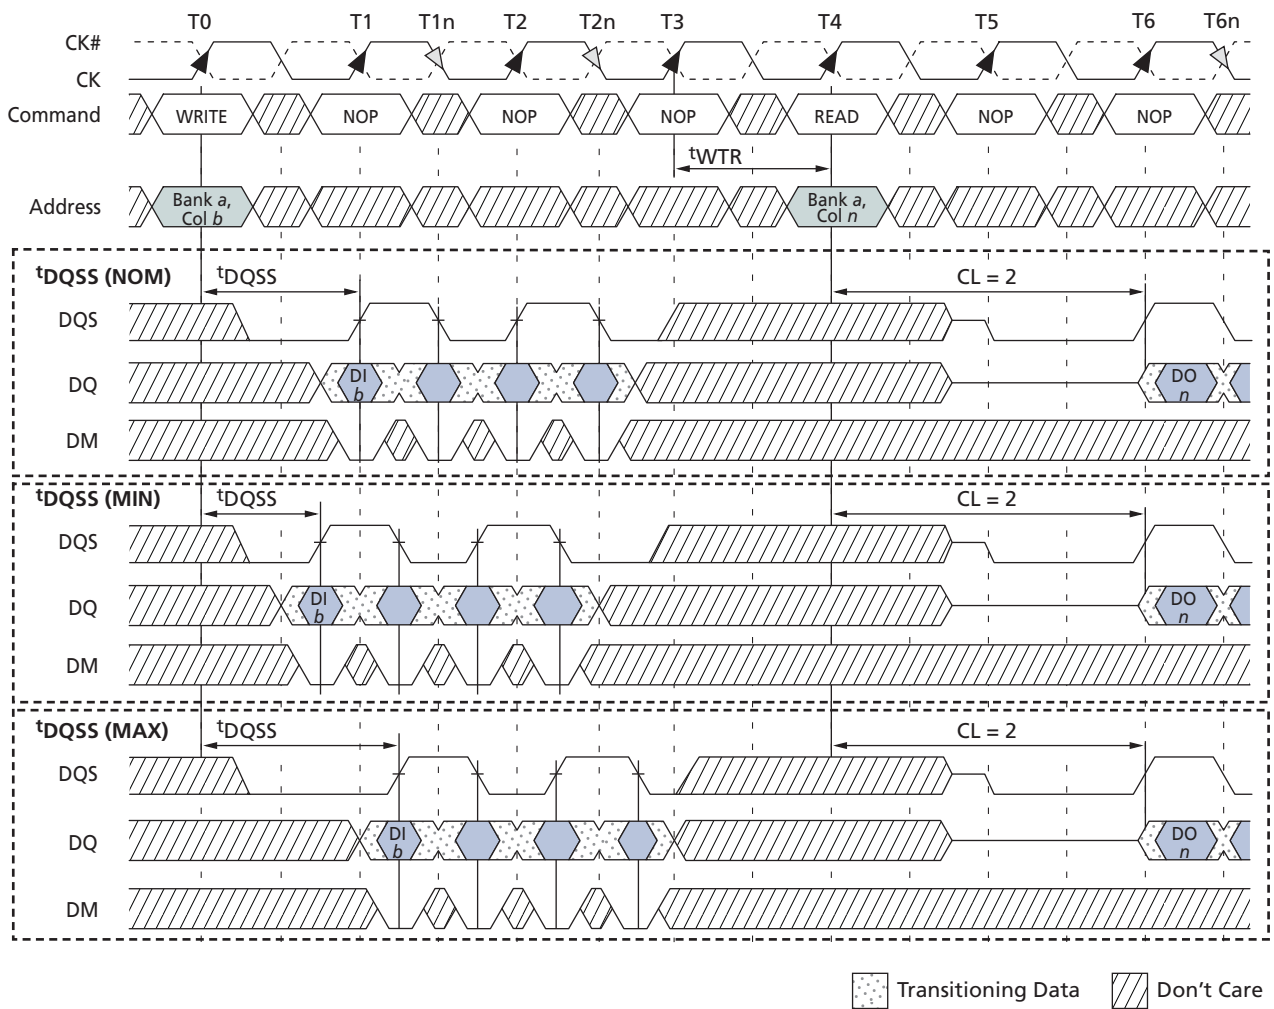 T0 T1 T1n T2 T2n T3 T4 T5 T6 T6n
CK#
CK
Command WRITE NOP NOP NOP READ NOP NOP
tWTR
Address Bank a, Col b Bank a, Col n
tDQSS (NOM) tDQSS CL = 2
DQS
DQ DI b DO n
DM
tDQSS (MIN) tDQSS CL = 2
DQS
DQ DI b DO n
DM
tDQSS (MAX) tDQSS CL = 2
DQS
DQ DI b DO n
DM
Transitioning Data Don't Care